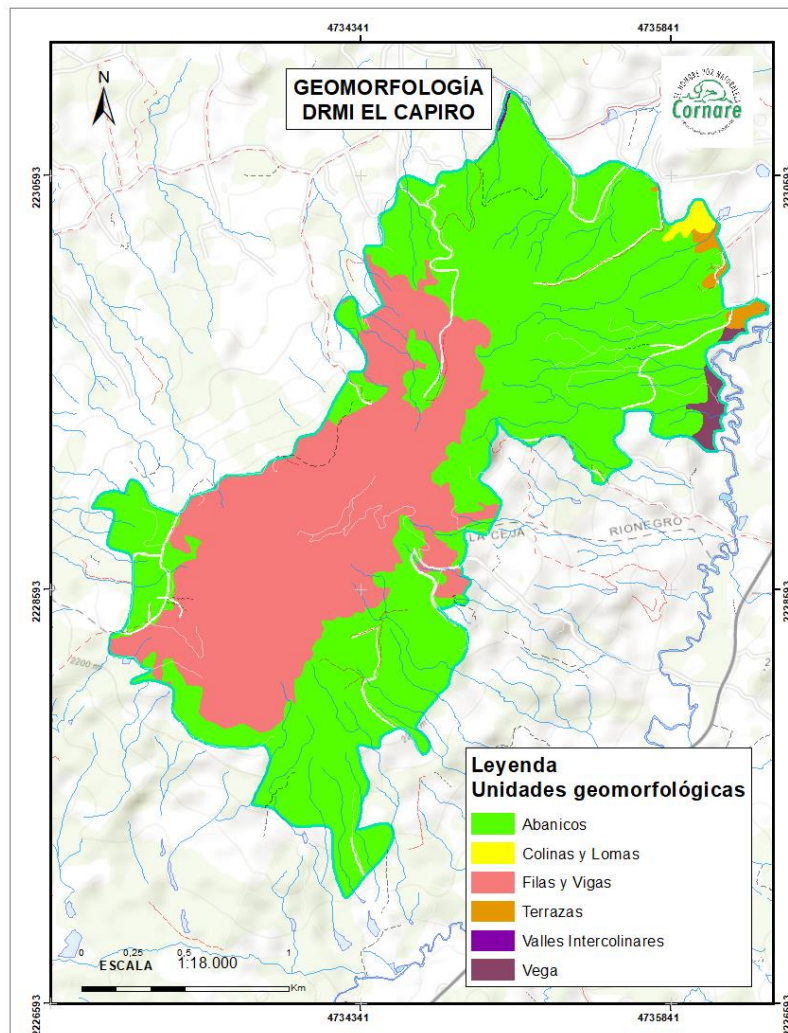 4734341
4735841
N
GEOMORFOLOGÍA
DRMI EL CAPIRO
Cornare
2230593
2230593
LA CEJA
RIONEGRO
2228593
2228593
2200 m
Leyenda
Unidades geomorfológicas
Abanicos
Colinas y Lomas
Filas y Vigas
Terrazas
Valles Intercolinares
Vega
0 0,25 0,5 1
ESCALA 1:18.000
Km
2226593
2226593
4734341
4735841